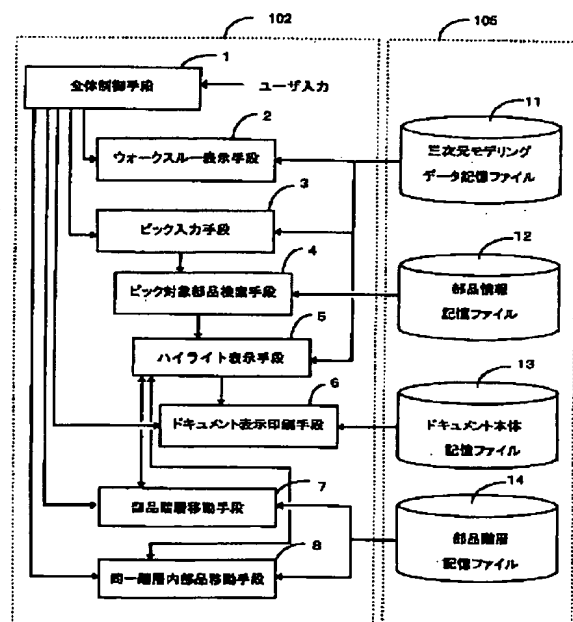 102
105
1
全体制御手段
ユーザ入力
2
ウォークスルー表示手段
3
ピック入力手段
4
ピック対象部品検索手段
5
ハイライト表示手段
6
ドキュメント表示印刷手段
7
部品階層移動手段
8
同一階層内部品移動手段
11
三次元モデリング
データ記憶ファイル
12
部品情報
記憶ファイル
13
ドキュメント本体
記憶ファイル
14
部品階層
記憶ファイル